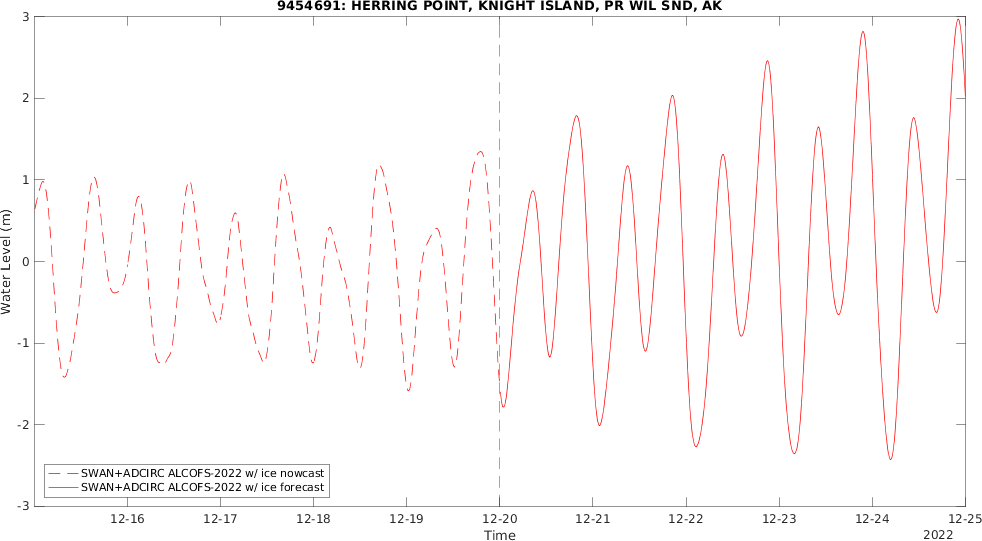 9454691: HERRING POINT, KNIGHT ISLAND, PR WIL SND, AK
3
2
1
0
-1
-2
-3
Water Level (m)
SWAN+ADCIRC ALCOFS-2022 w/ ice nowcast
SWAN+ADCIRC ALCOFS-2022 w/ ice forecast
12-16 12-17 12-18 12-19 12-20 12-21 12-22 12-23 12-24 12-25
Time
2022